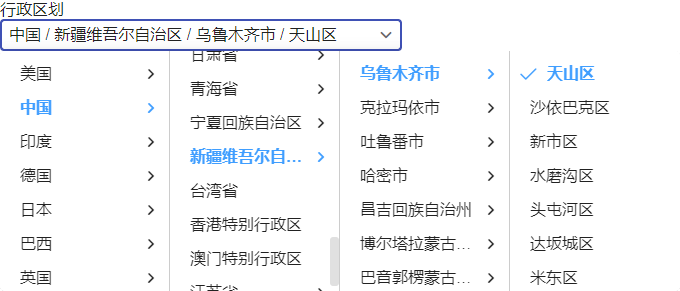 行政区划
中国 / 新疆维吾尔自治区 / 乌鲁木齐市 / 天山区
美国
中国
印度
德国
日本
巴西
英国
甘肃省
青海省
宁夏回族自治区
新疆维吾尔自...
台湾省
香港特别行政区
澳门特别行政区
江苏省
乌鲁木齐市
克拉玛依市
吐鲁番市
哈密市
昌吉回族自治州
博尔塔拉蒙古...
巴音郭楞蒙古...
天山区
沙依巴克区
新市区
水磨沟区
头屯河区
达坂城区
米东区